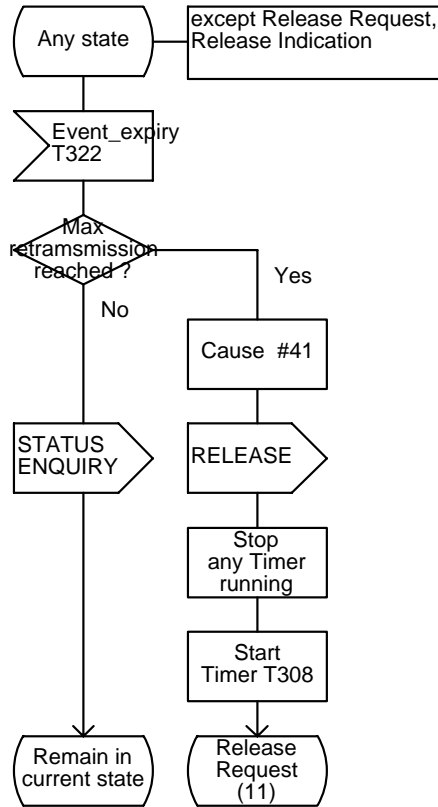 Any state
except Release Request,
Release Indication
Event_expiry
T322
Max
retramsmission
reached ?
Yes
No
Cause #41
STATUS
ENQUIRY
RELEASE
Stop
any Timer
running
Start
Timer T308
Remain in
current state
Release
Request
(11)